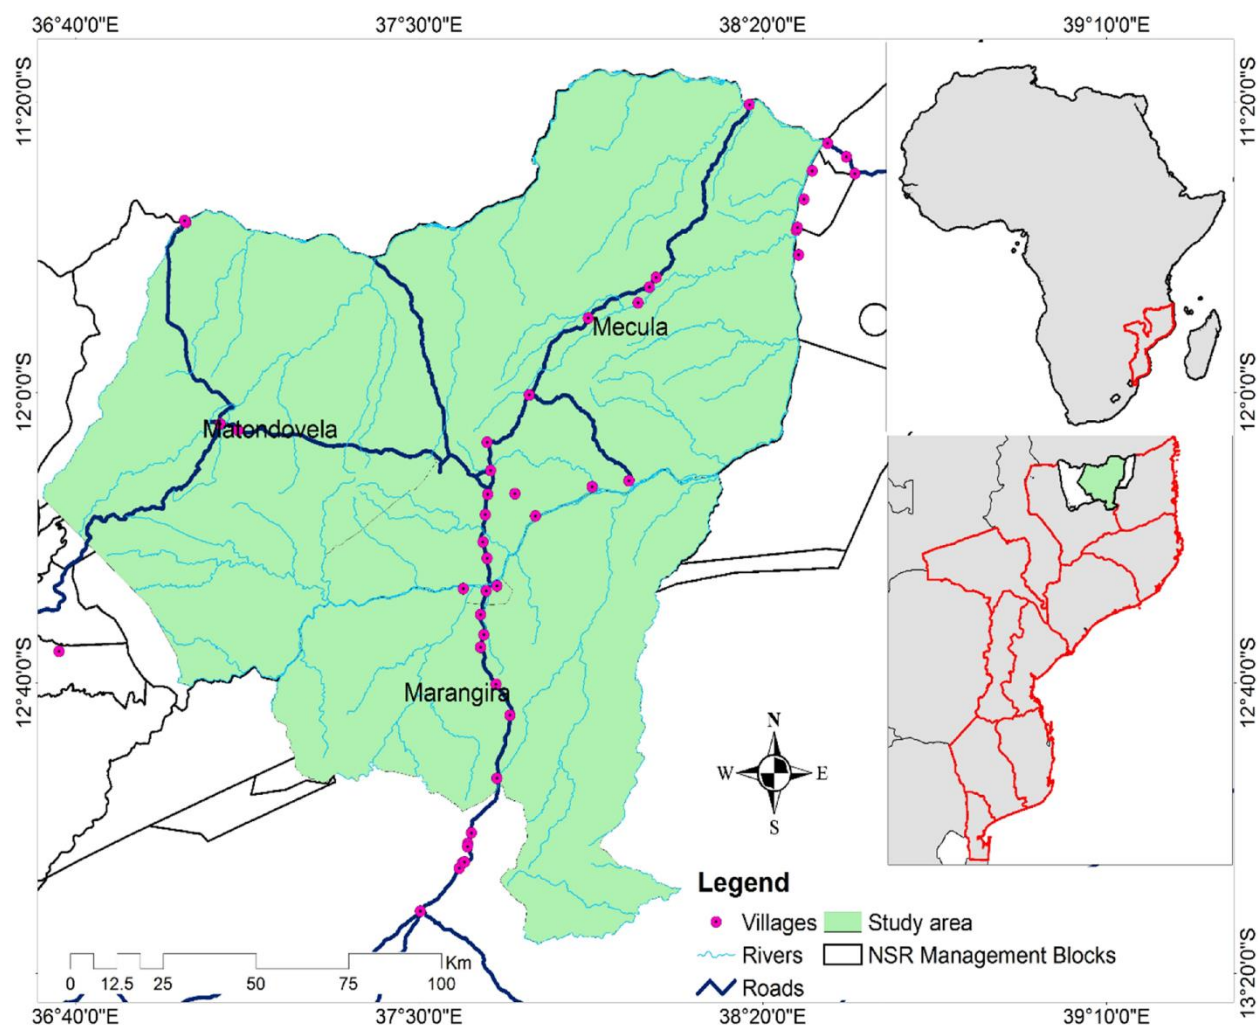 36°40'0"E 37°30'0"E 38°20'0"E 39°10'0"E
11°20'0"S 11°20'0"S
Mecula
12°0'0"S 12°0'0"S
Matondovela
12°40'0"S 12°40'0"S
Marangira
N
W E
S
Legend
Villages Study area
Rivers NSR Management Blocks
Roads
Km
0 12.5 25 50 75 100
13°20'0"S
36°40'0"E 37°30'0"E 38°20'0"E 39°10'0"E